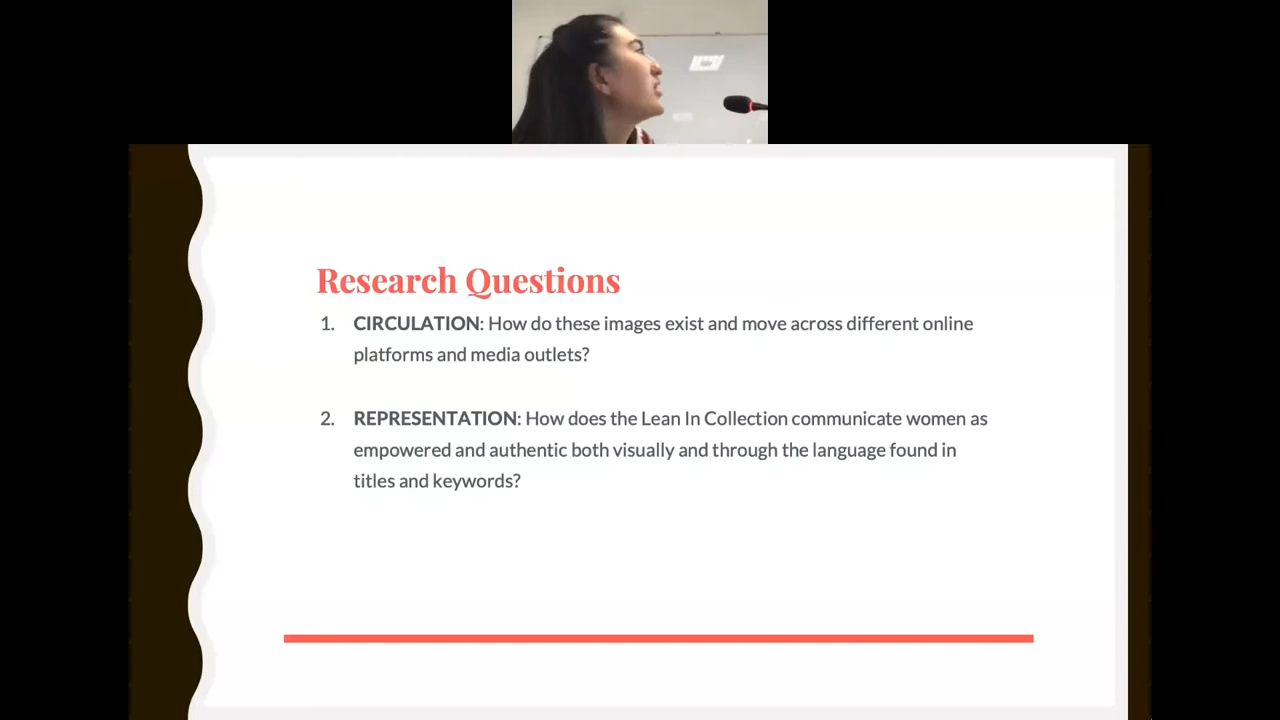 Research Questions
1. CIRCULATION: How do these images exist and move across different online
platforms and media outlets?
2. REPRESENTATION: How does the Lean In Collection communicate women as
empowered and authentic both visually and through the language found in
titles and keywords?